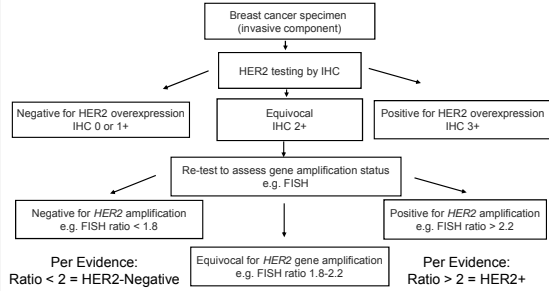 Breast cancer specimen
(invasive component)
HER2 testing by IHC
Negative for HER2 overexpression
IHC 0 or 1+
Equivocal
IHC 2+
Positive for HER2 overexpression
IHC 3+
Re-test to assess gene amplification status
e.g. FISH
Negative for HER2 amplification
e.g. FISH ratio < 1.8
Positive for HER2 amplification
e.g. FISH ratio > 2.2
Equivocal for HER2 gene amplification
e.g. FISH ratio 1.8-2.2
Per Evidence:
Ratio < 2 = HER2-Negative
Per Evidence:
Ratio > 2 = HER2+